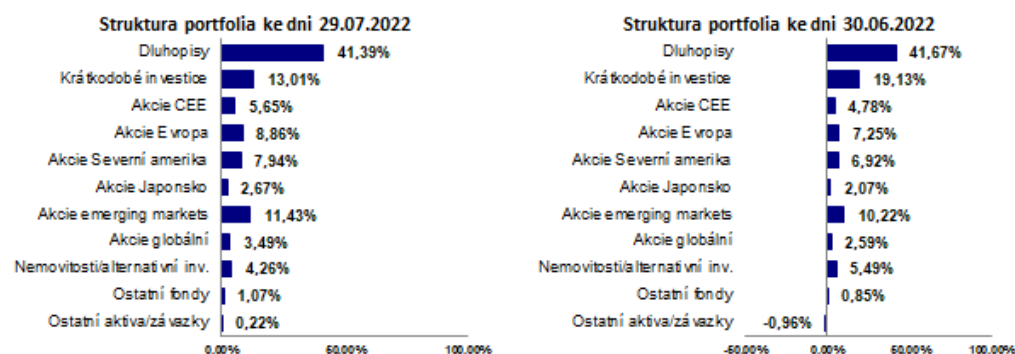 Struktura portfolia ke dni 29.07.2022
Dluhopisy 41,39%
Krátkodobé investice 13,01%
Akcie CEE 5,65%
Akcie Evropa 8,86%
Akcie Severní amerika 7,94%
Akcie Japonsko 2,67%
Akcie emerging markets 11,43%
Akcie globální 3,49%
Nemovitosti/alternativní inv. 4,26%
Ostatní fondy 1,07%
Ostatní aktiva/závazky 0,22%
0.00% 50.00% 100.00%
Struktura portfolia ke dni 30.06.2022
Dluhopisy 41,67%
Krátkodobé investice 19,13%
Akcie CEE 4,78%
Akcie Evropa 7,25%
Akcie Severní amerika 6,92%
Akcie Japonsko 2,07%
Akcie emerging markets 10,22%
Akcie globální 2,59%
Nemovitosti/alternativní inv. 5,49%
Ostatní fondy 0,85%
Ostatní aktiva/závazky -0,96%
-50.00% 0.00% 50.00% 100.00%